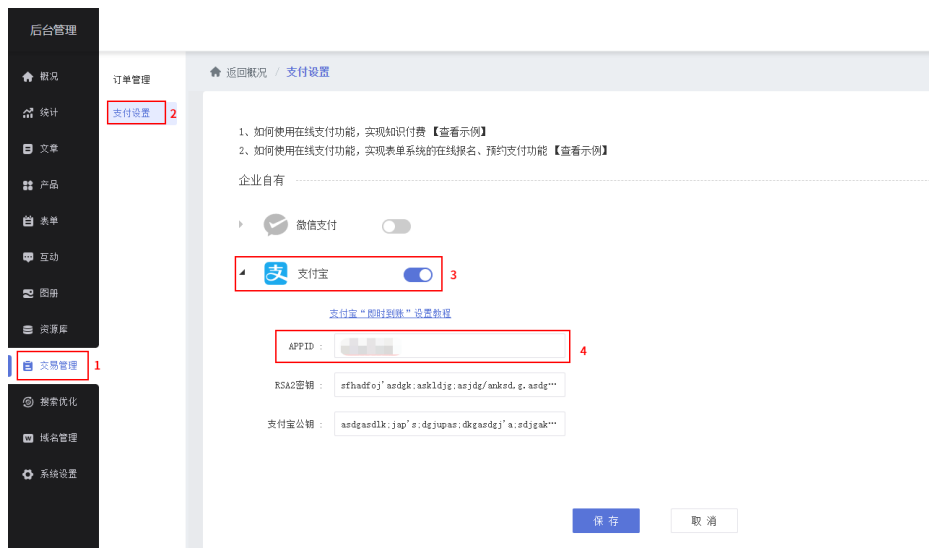 后台管理
概况
统计
文章
产品
表单
互动
图册
资源库
交易管理 1
搜索优化
域名管理
系统设置
订单管理
支付设置 2
返回概况 / 支付设置
1、如何使用在线支付功能，实现知识付费【查看示例】
2、如何使用在线支付功能，实现表单系统的在线报名、预约支付功能【查看示例】
企业自有
微信支付
支 支付宝 3
支付宝“即时到账”设置教程
APPID : 4
RSA2密钥 : sfhadfoj'asdgk;askldjg;asjdg/anksd,g.asdg···
支付宝公钥 : asdgasdlk;jap's;dgjupas;dkgasdgj'a;sdjgak···
保存 取消